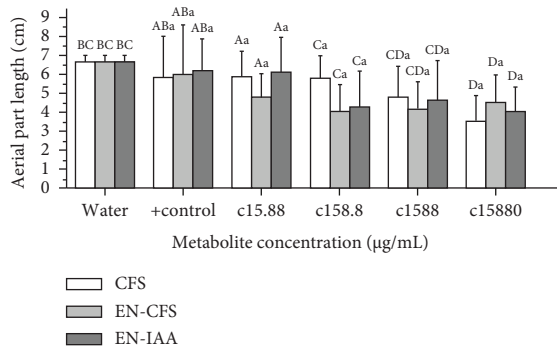 Aerial part length (cm)
9
8
7
6
5
4
3
2
1
0
BC BC BC
ABa ABa ABa
Aa Aa Aa
Ca Ca Ca
CDa CDa CDa
Da Da Da
Water +control c15.88 c158.8 c1588 c15880
Metabolite concentration (µg/mL)
CFS
EN-CFS
EN-IAA